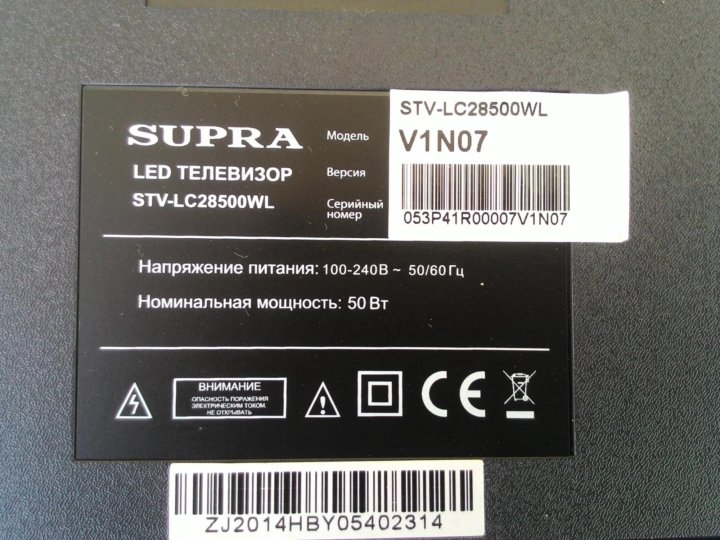 SUPRA
LED ТЕЛЕВИЗОР
STV-LC28500WL
Модель
Версия
Серийный
номер
STV-LC28500WL
V1N07
053P41R00007V1N07
Напряжение питания: 100-240В ~ 50/60 Гц
Номинальная мощность: 50 Вт
ВНИМАНИЕ
ОПАСНОСТЬ ПОРАЖЕНИЯ
ЭЛЕКТРИЧЕСКИМ ТОКОМ.
НЕ ОТКРЫВАТЬ
CE
ZJ2014HBY05402314